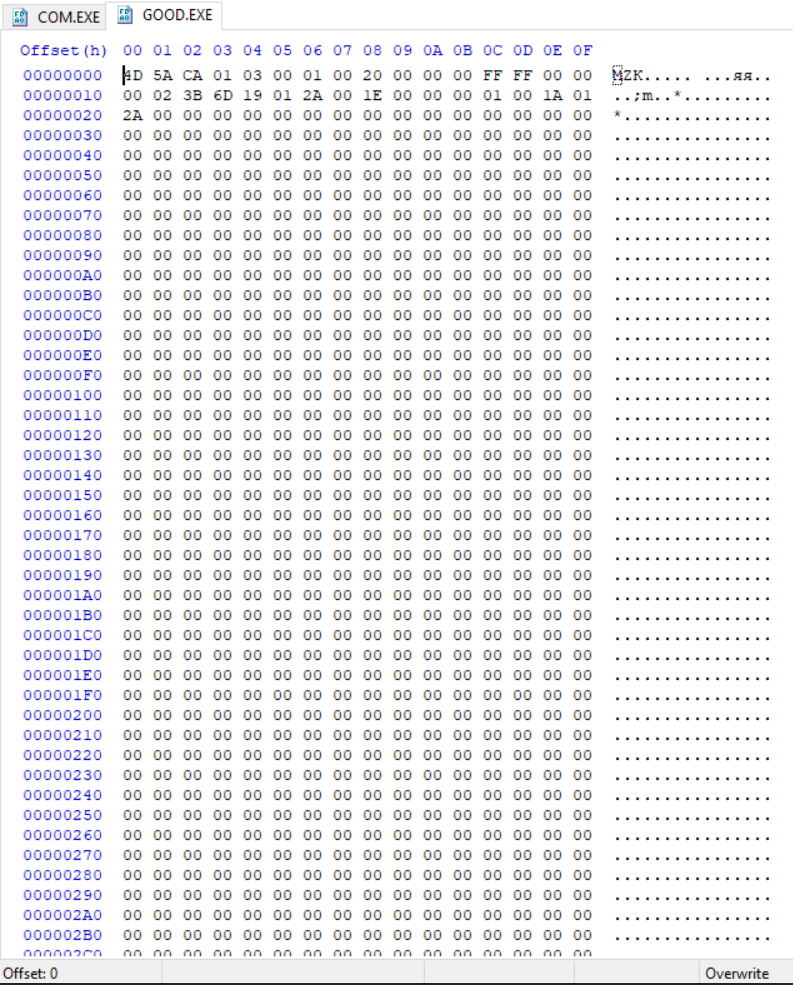 COM.EXE GOOD.EXE
Offset(h) 00 01 02 03 04 05 06 07 08 09 0A 0B 0C 0D 0E 0F
00000000 4D 5A CA 01 03 00 01 00 20 00 00 00 FF FF 00 00 MZК..... ...яя..
00000010 00 02 3B 6D 19 01 2A 00 1E 00 00 00 01 00 1A 01 ..;m..*.........
00000020 2A 00 00 00 00 00 00 00 00 00 00 00 00 00 00 00 *...............
00000030 00 00 00 00 00 00 00 00 00 00 00 00 00 00 00 00 ................
00000040 00 00 00 00 00 00 00 00 00 00 00 00 00 00 00 00 ................
00000050 00 00 00 00 00 00 00 00 00 00 00 00 00 00 00 00 ................
00000060 00 00 00 00 00 00 00 00 00 00 00 00 00 00 00 00 ................
00000070 00 00 00 00 00 00 00 00 00 00 00 00 00 00 00 00 ................
00000080 00 00 00 00 00 00 00 00 00 00 00 00 00 00 00 00 ................
00000090 00 00 00 00 00 00 00 00 00 00 00 00 00 00 00 00 ................
000000A0 00 00 00 00 00 00 00 00 00 00 00 00 00 00 00 00 ................
000000B0 00 00 00 00 00 00 00 00 00 00 00 00 00 00 00 00 ................
000000C0 00 00 00 00 00 00 00 00 00 00 00 00 00 00 00 00 ................
000000D0 00 00 00 00 00 00 00 00 00 00 00 00 00 00 00 00 ................
000000E0 00 00 00 00 00 00 00 00 00 00 00 00 00 00 00 00 ................
000000F0 00 00 00 00 00 00 00 00 00 00 00 00 00 00 00 00 ................
00000100 00 00 00 00 00 00 00 00 00 00 00 00 00 00 00 00 ................
00000110 00 00 00 00 00 00 00 00 00 00 00 00 00 00 00 00 ................
00000120 00 00 00 00 00 00 00 00 00 00 00 00 00 00 00 00 ................
00000130 00 00 00 00 00 00 00 00 00 00 00 00 00 00 00 00 ................
00000140 00 00 00 00 00 00 00 00 00 00 00 00 00 00 00 00 ................
00000150 00 00 00 00 00 00 00 00 00 00 00 00 00 00 00 00 ................
00000160 00 00 00 00 00 00 00 00 00 00 00 00 00 00 00 00 ................
00000170 00 00 00 00 00 00 00 00 00 00 00 00 00 00 00 00 ................
00000180 00 00 00 00 00 00 00 00 00 00 00 00 00 00 00 00 ................
00000190 00 00 00 00 00 00 00 00 00 00 00 00 00 00 00 00 ................
000001A0 00 00 00 00 00 00 00 00 00 00 00 00 00 00 00 00 ................
000001B0 00 00 00 00 00 00 00 00 00 00 00 00 00 00 00 00 ................
000001C0 00 00 00 00 00 00 00 00 00 00 00 00 00 00 00 00 ................
000001D0 00 00 00 00 00 00 00 00 00 00 00 00 00 00 00 00 ................
000001E0 00 00 00 00 00 00 00 00 00 00 00 00 00 00 00 00 ................
000001F0 00 00 00 00 00 00 00 00 00 00 00 00 00 00 00 00 ................
00000200 00 00 00 00 00 00 00 00 00 00 00 00 00 00 00 00 ................
00000210 00 00 00 00 00 00 00 00 00 00 00 00 00 00 00 00 ................
00000220 00 00 00 00 00 00 00 00 00 00 00 00 00 00 00 00 ................
00000230 00 00 00 00 00 00 00 00 00 00 00 00 00 00 00 00 ................
00000240 00 00 00 00 00 00 00 00 00 00 00 00 00 00 00 00 ................
00000250 00 00 00 00 00 00 00 00 00 00 00 00 00 00 00 00 ................
00000260 00 00 00 00 00 00 00 00 00 00 00 00 00 00 00 00 ................
00000270 00 00 00 00 00 00 00 00 00 00 00 00 00 00 00 00 ................
00000280 00 00 00 00 00 00 00 00 00 00 00 00 00 00 00 00 ................
00000290 00 00 00 00 00 00 00 00 00 00 00 00 00 00 00 00 ................
000002A0 00 00 00 00 00 00 00 00 00 00 00 00 00 00 00 00 ................
000002B0 00 00 00 00 00 00 00 00 00 00 00 00 00 00 00 00 ................
000002C0 00 00 00 00 00 00 00 00 00 00 00 00 00 00 00 00
Offset: 0 Overwrite